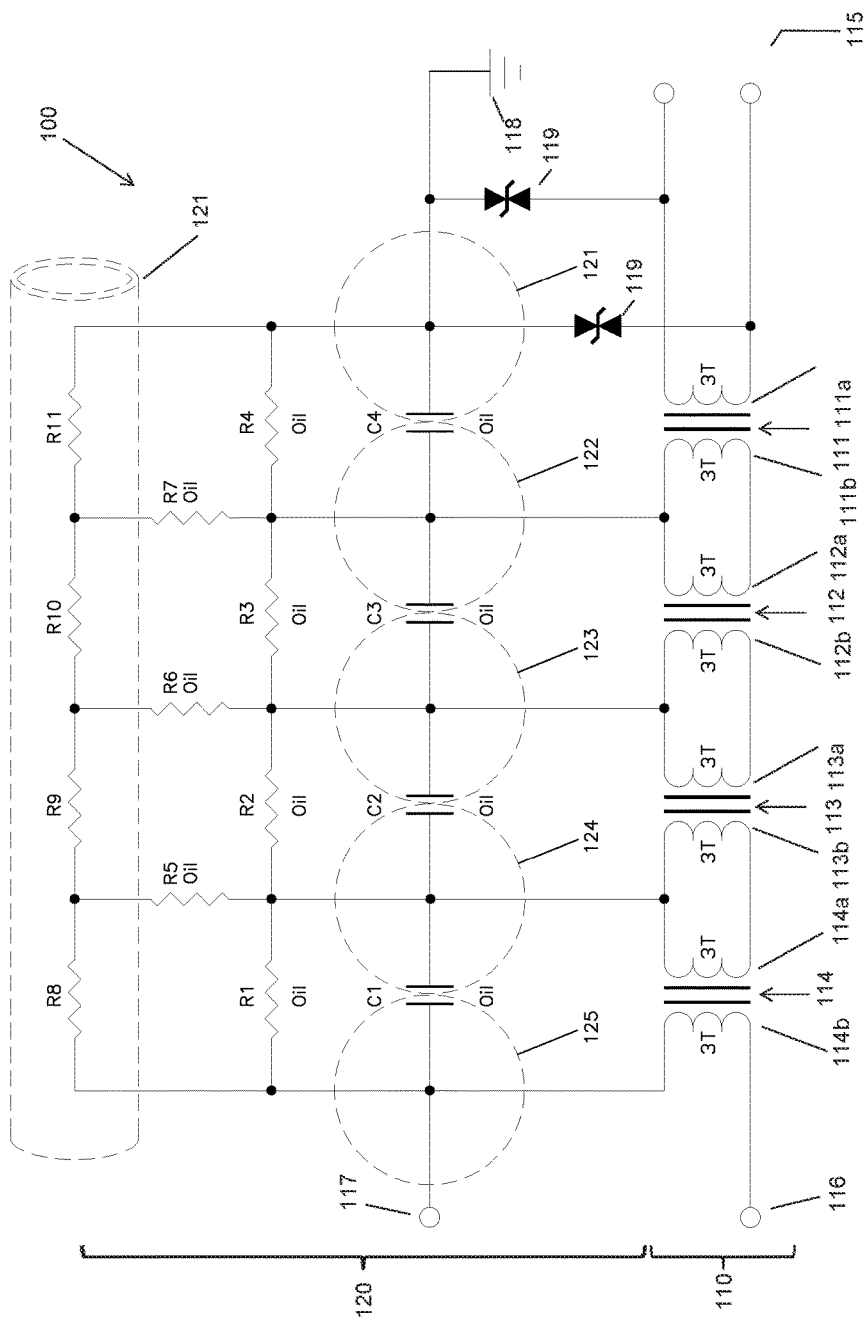 100
121
R8
R9
R10
R11
R5
Oil
R6
Oil
R7
Oil
R1
Oil
R2
Oil
R3
Oil
R4
Oil
C1
Oil
C2
Oil
C3
Oil
C4
Oil
117
125
124
123
122
121
118
119
119
120
110
3T
3T
3T
3T
3T
3T
3T
3T
116
114b
114
114a
113b
113
113a
112b
112
112a
111b
111
111a
115